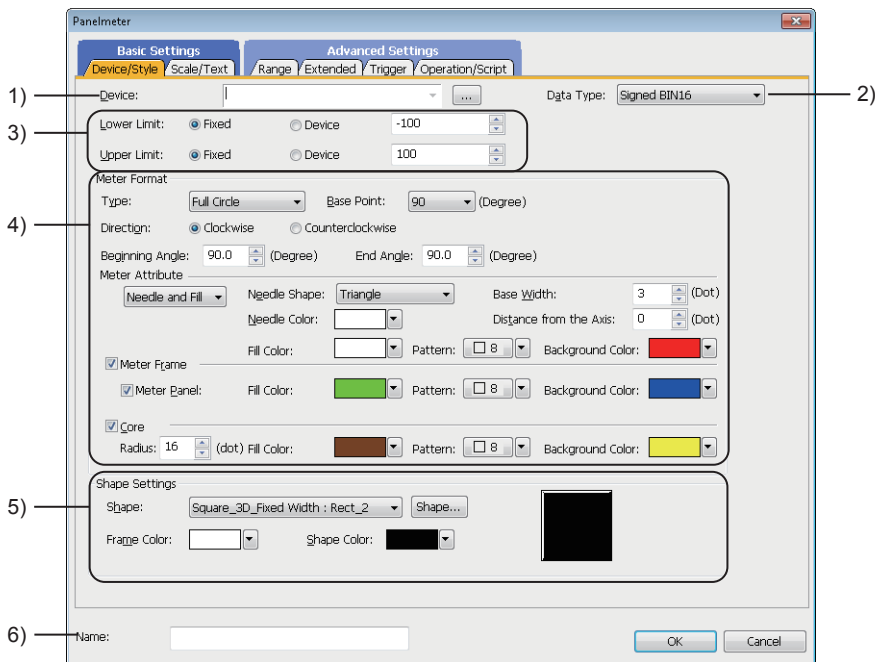 Panelmeter
Basic Settings Advanced Settings
Device/Style Scale/Text Range Extended Trigger Operation/Script
1) Device: ... Data Type: Signed BIN16 2)
3) Lower Limit: Fixed Device -100
Upper Limit: Fixed Device 100
Meter Format
Type: Full Circle Base Point: 90 (Degree)
4) Direction: Clockwise Counterclockwise
Beginning Angle: 90.0 (Degree) End Angle: 90.0 (Degree)
Meter Attribute
Needle and Fill Needle Shape: Triangle Base Width: 3 (Dot)
Needle Color: Distance from the Axis: 0 (Dot)
Fill Color: Pattern: 8 Background Color:
Meter Frame
Meter Panel: Fill Color: Pattern: 8 Background Color:
Core
Radius: 16 (dot) Fill Color: Pattern: 8 Background Color:
Shape Settings
5) Shape: Square_3D_Fixed Width : Rect_2 Shape...
Frame Color: Shape Color:
6) Name: OK Cancel